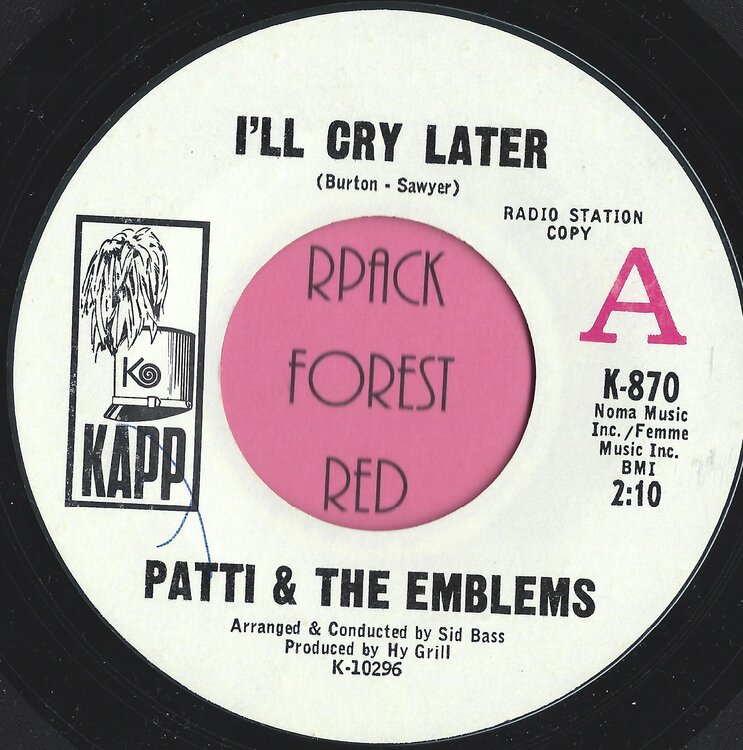 I'LL CRY LATER
(Burton - Sawyer)
RADIO STATION
COPY
A
K
KAPP
RPACK
FOREST
RED
K-870
Noma Music
Inc./Femme
Music Inc.
BMI
2:10
PATTI & THE EMBLEMS
Arranged & Conducted by Sid Bass
Produced by Hy Grill
K-10296